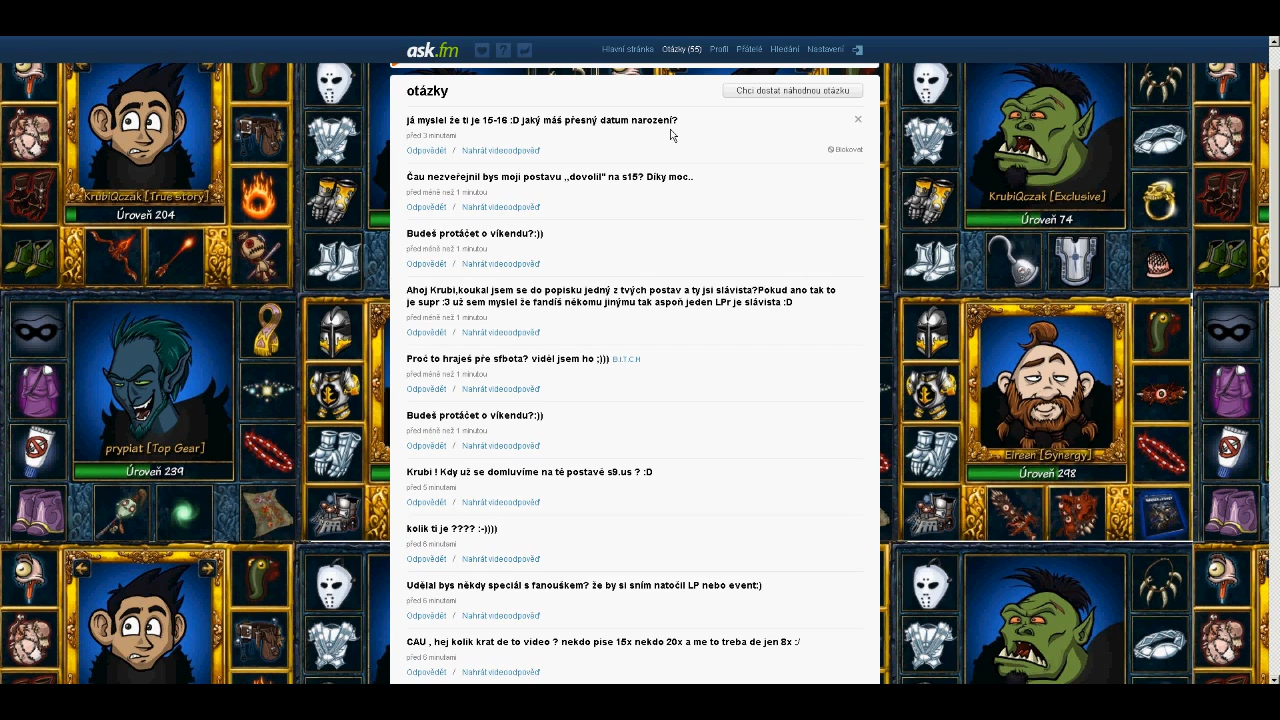 ask.fm
Hlavní stránka Otázky (55) Profil Přátelé Hledání Nastavení
otázky
Chci dostat náhodnou otázku
já myslel že ti je 15-16 :D jaký máš přesný datum narození?
před 3 minutami
Odpovědět / Nahrát videoodpověď
Blokovat
Čau nezveřejnil bys moji postavu ,,dovolil" na s15? Díky moc..
před méně než 1 minutou
Odpovědět / Nahrát videoodpověď
Budeš protáčet o víkendu?:))
před méně než 1 minutou
Odpovědět / Nahrát videoodpověď
Ahoj Krubi,koukal jsem se do popisku jedný z tvých postav a ty jsi slávista?Pokud ano tak to
je supr :3 už sem myslel že fandíš někomu jinýmu tak aspoň jeden LPr je slávista :D
před méně než 1 minutou
Odpovědět / Nahrát videoodpověď
Proč to hraješ pře sfbota? viděl jsem ho ;))) B.I.T.C.H
před méně než 1 minutou
Odpovědět / Nahrát videoodpověď
Budeš protáčet o víkendu?:))
před méně než 1 minutou
Odpovědět / Nahrát videoodpověď
Krubi ! Kdy už se domluvíme na té postavě s9.us ? :D
před 5 minutami
Odpovědět / Nahrát videoodpověď
kolik ti je ???? :-))))
před 6 minutami
Odpovědět / Nahrát videoodpověď
Udělal bys někdy speciál s fanouškem? že by si sním natočil LP nebo event:)
před 6 minutami
Odpovědět / Nahrát videoodpověď
CAU , hej kolik krat de to video ? nekdo pise 15x nekdo 20x a me to treba de jen 8x :/
před 6 minutami
Odpovědět / Nahrát videoodpověď
KrubiQczak [True story]
Úroveň 204
KrubiQczak [Exclusive]
Úroveň 74
prypiat [Top Gear]
Úroveň 239
Elreen [Synergy]
Úroveň 298